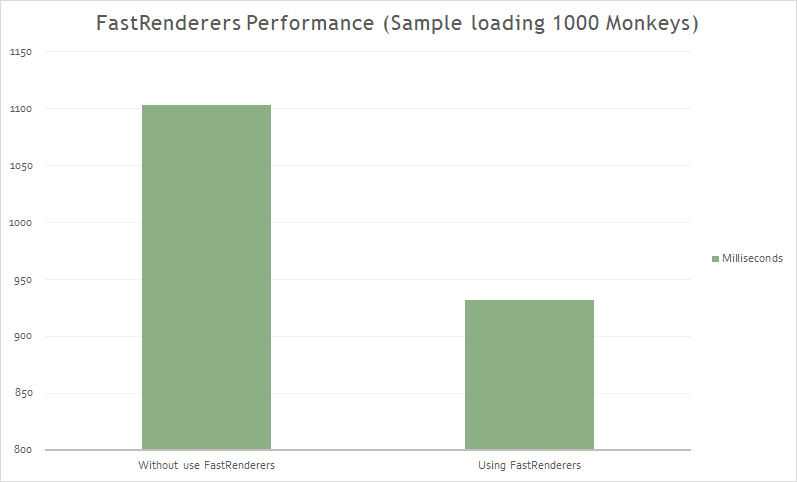 FastRenderers Performance (Sample loading 1000 Monkeys)
1150
1100
1050
1000
950
900
850
800
Without use FastRenderers
Using FastRenderers
Milliseconds